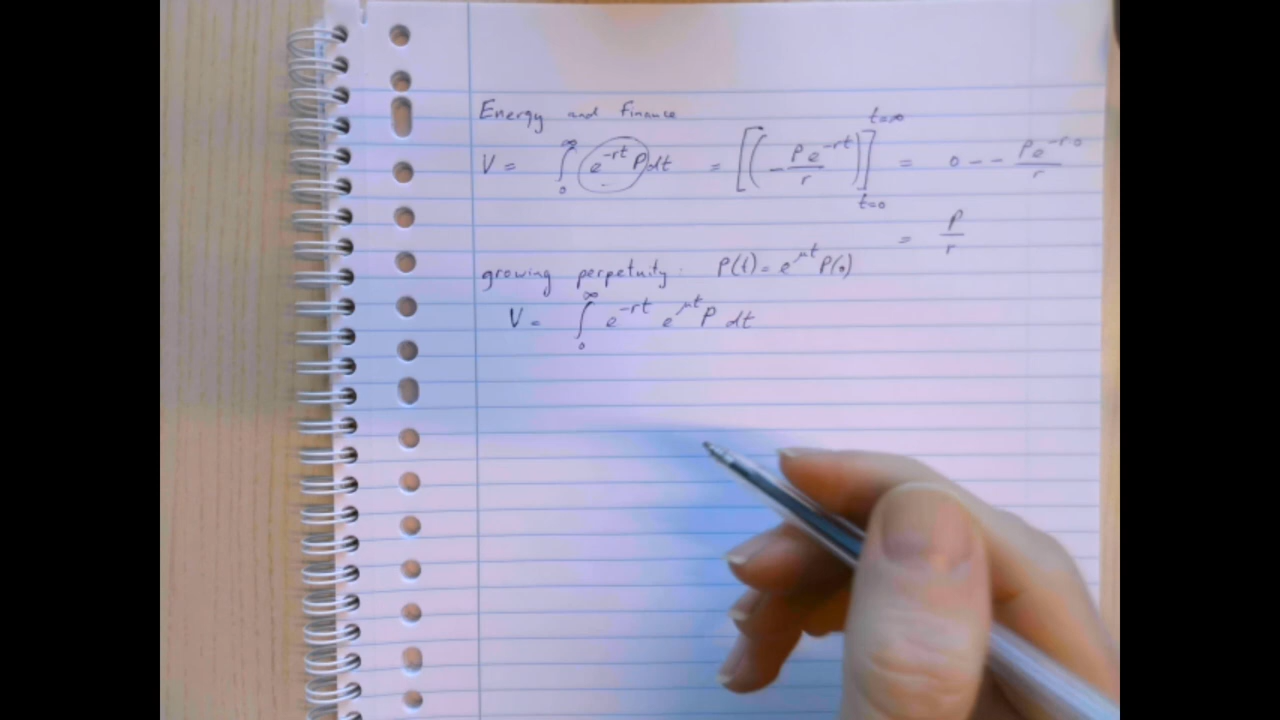 Energy and Finance
V = ∫₀^∞ e^{-rt} P dt = [(-Pe^{-rt}/r)]_{t=0}^{t=∞} = 0 - - Pe^{-r0}/r
= P/r
growing perpetuity: P(t) = e^{μt} P(0)
V = ∫₀^∞ e^{-rt} e^{μt} P dt